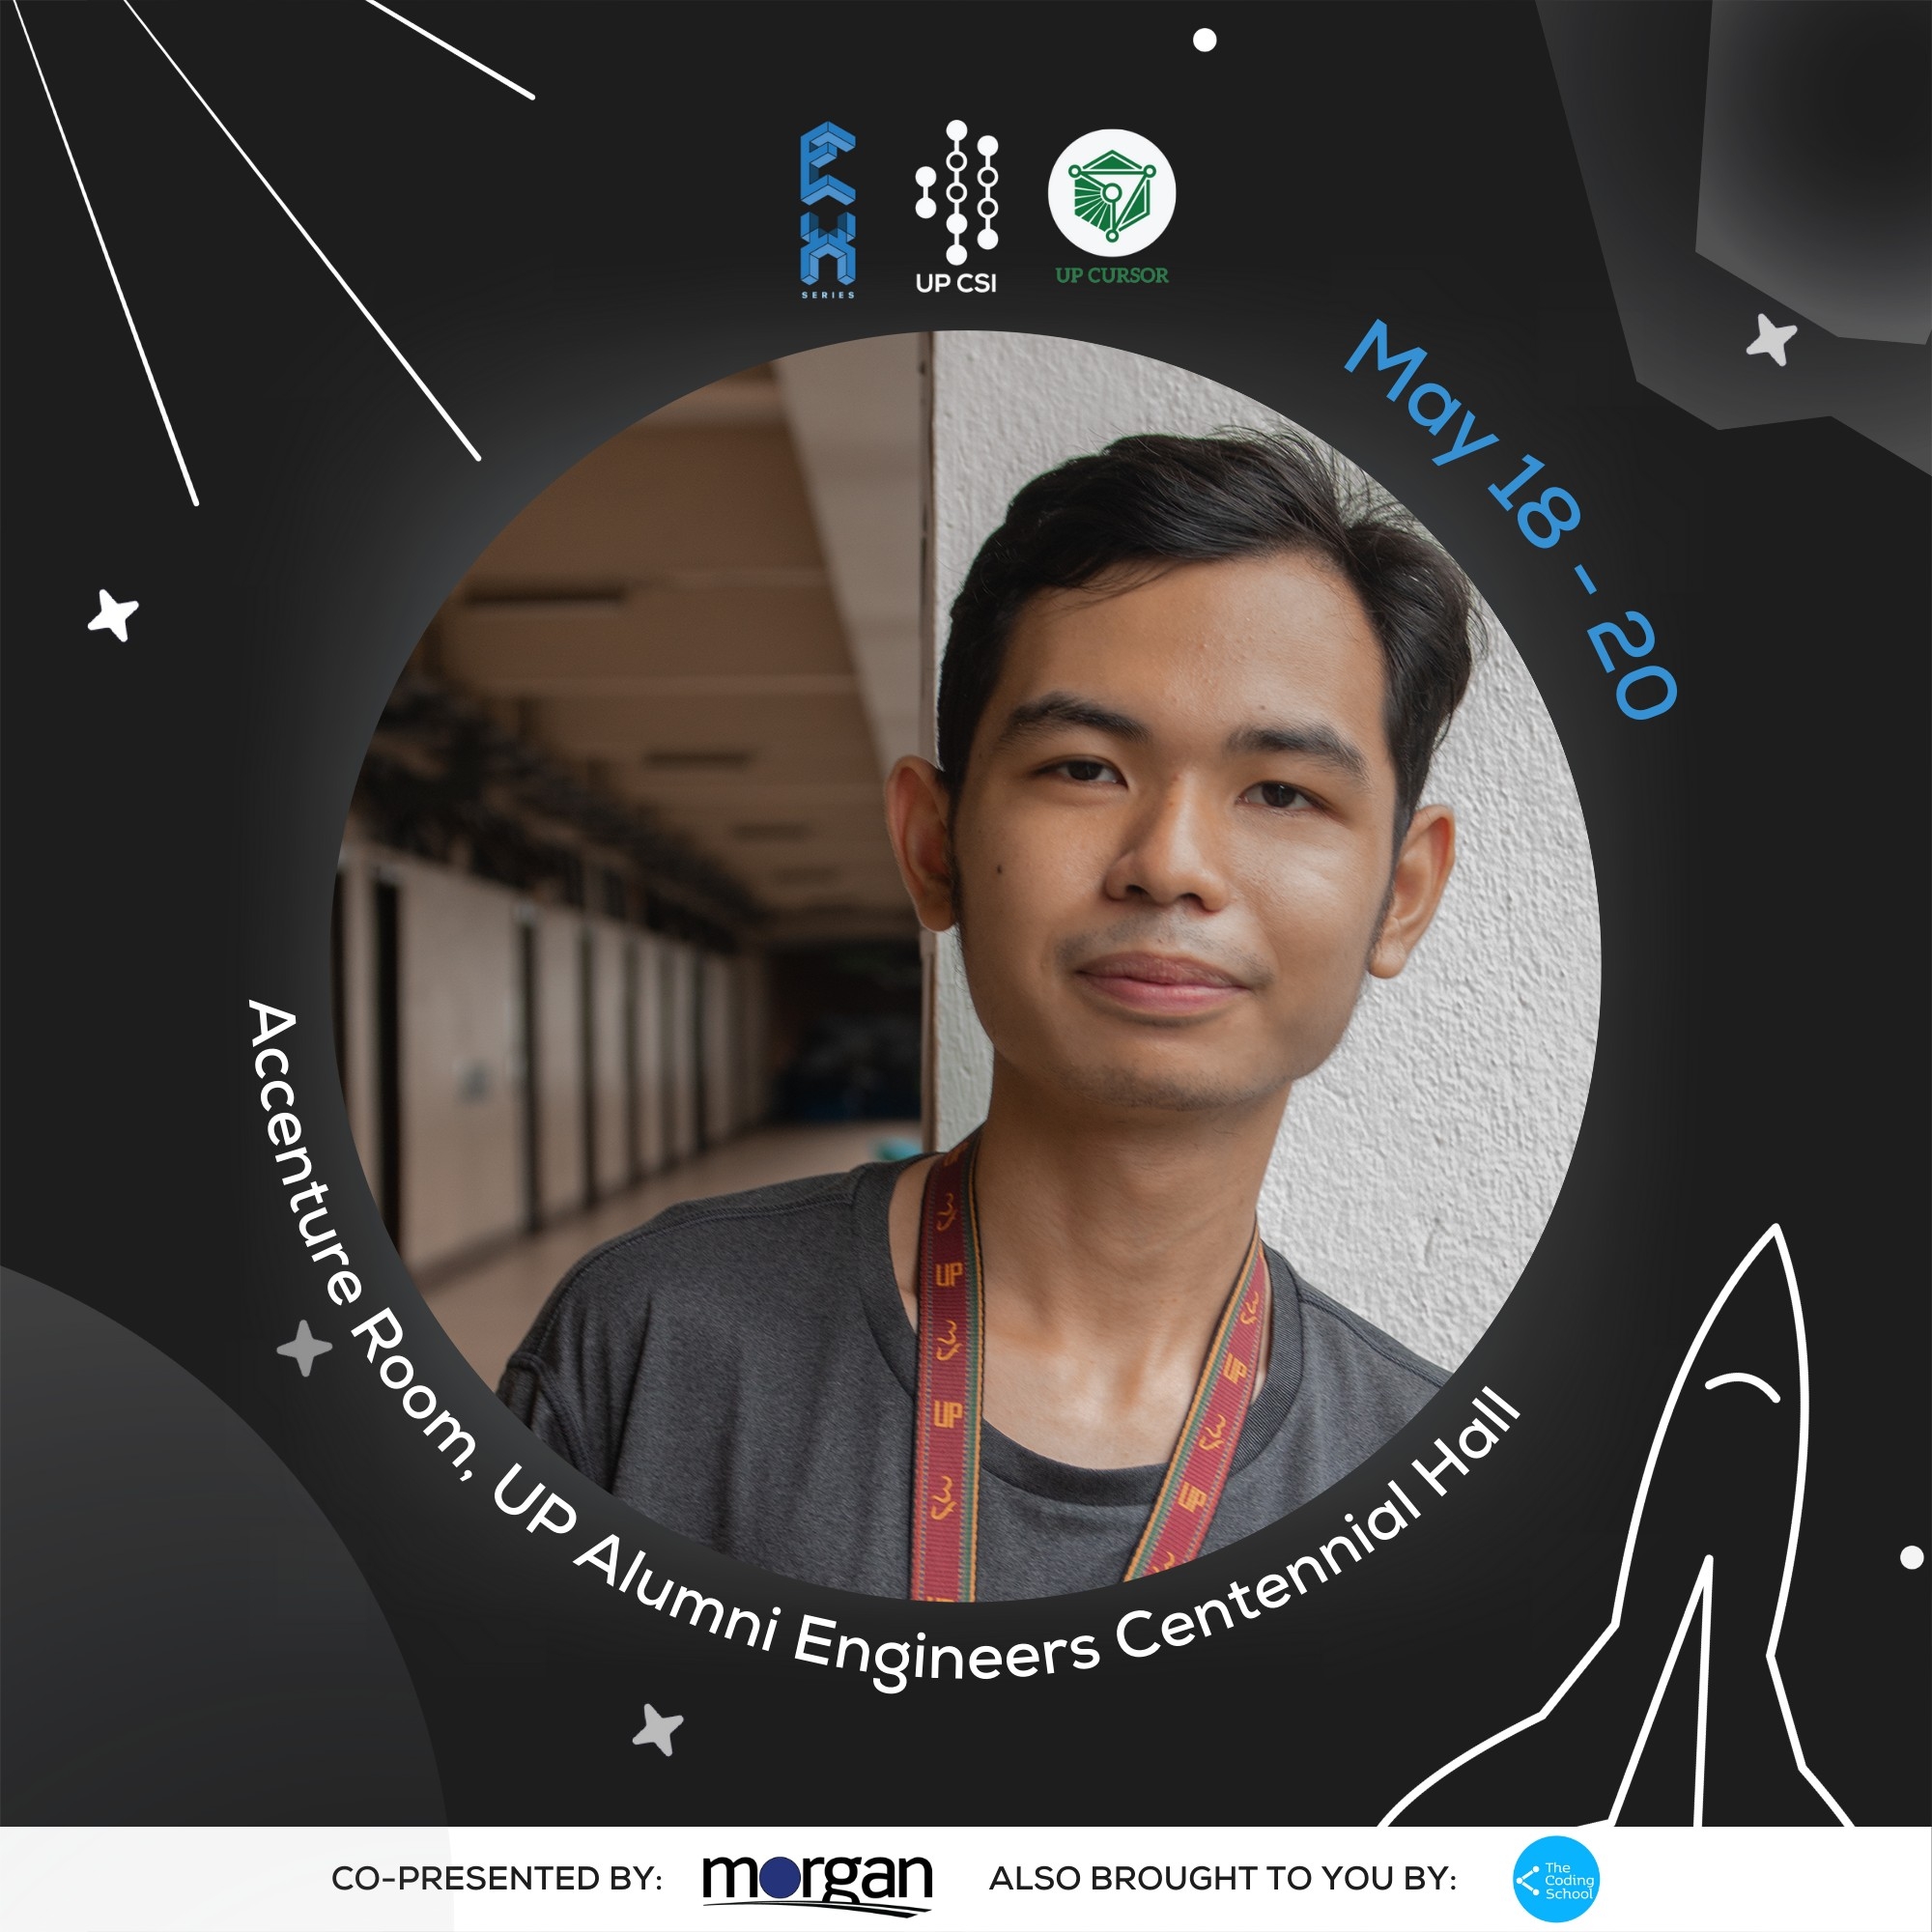 SERIES
UP CSI
UP CURSOR
May 18 - 20
Accenture Room, UP Alumni Engineers Centennial Hall
UP
UP
UP
UP
CO-PRESENTED BY:
morgan
ALSO BROUGHT TO YOU BY:
The
Coding
School